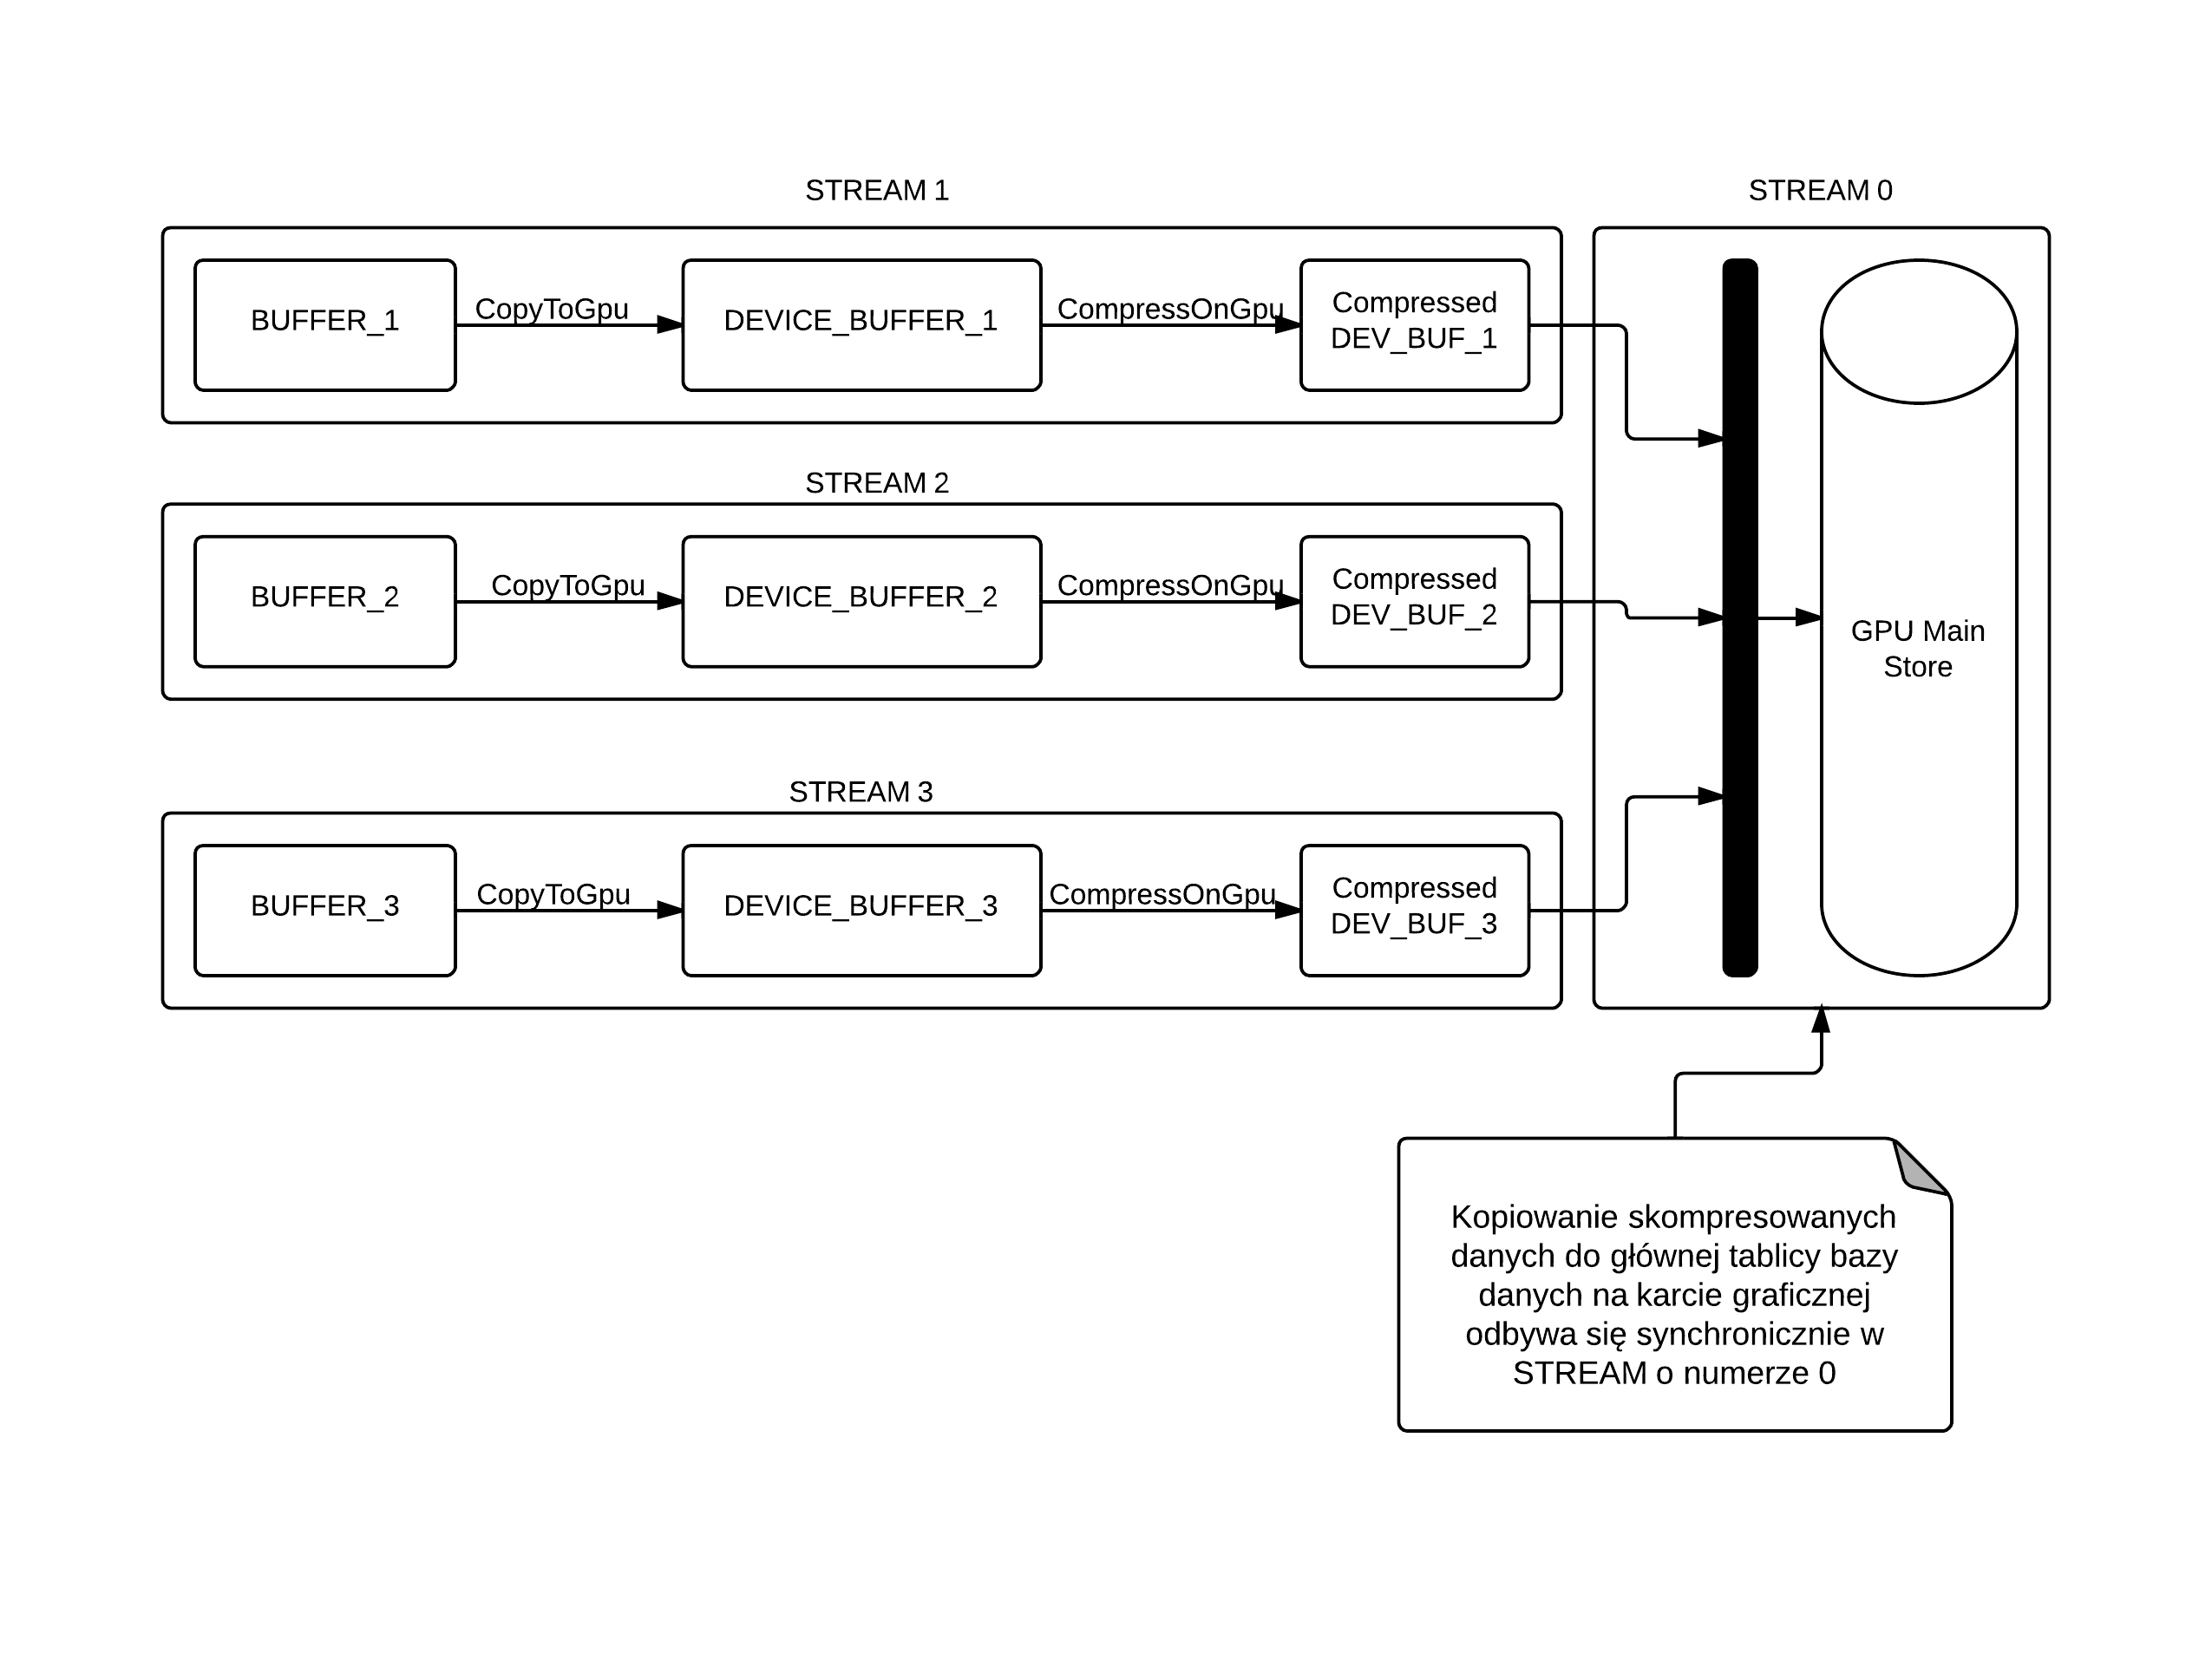 STREAM 1
STREAM 0
BUFFER_1
CopyToGpu
DEVICE_BUFFER_1
CompressOnGpu
Compressed
DEV_BUF_1
STREAM 2
BUFFER_2
CopyToGpu
DEVICE_BUFFER_2
CompressOnGpu
Compressed
DEV_BUF_2
GPU Main
Store
STREAM 3
BUFFER_3
CopyToGpu
DEVICE_BUFFER_3
CompressOnGpu
Compressed
DEV_BUF_3
Kopiowanie skompresowanych
danych do głównej tablicy bazy
danych na karcie graficznej
odbywa się synchronicznie w
STREAM o numerze 0